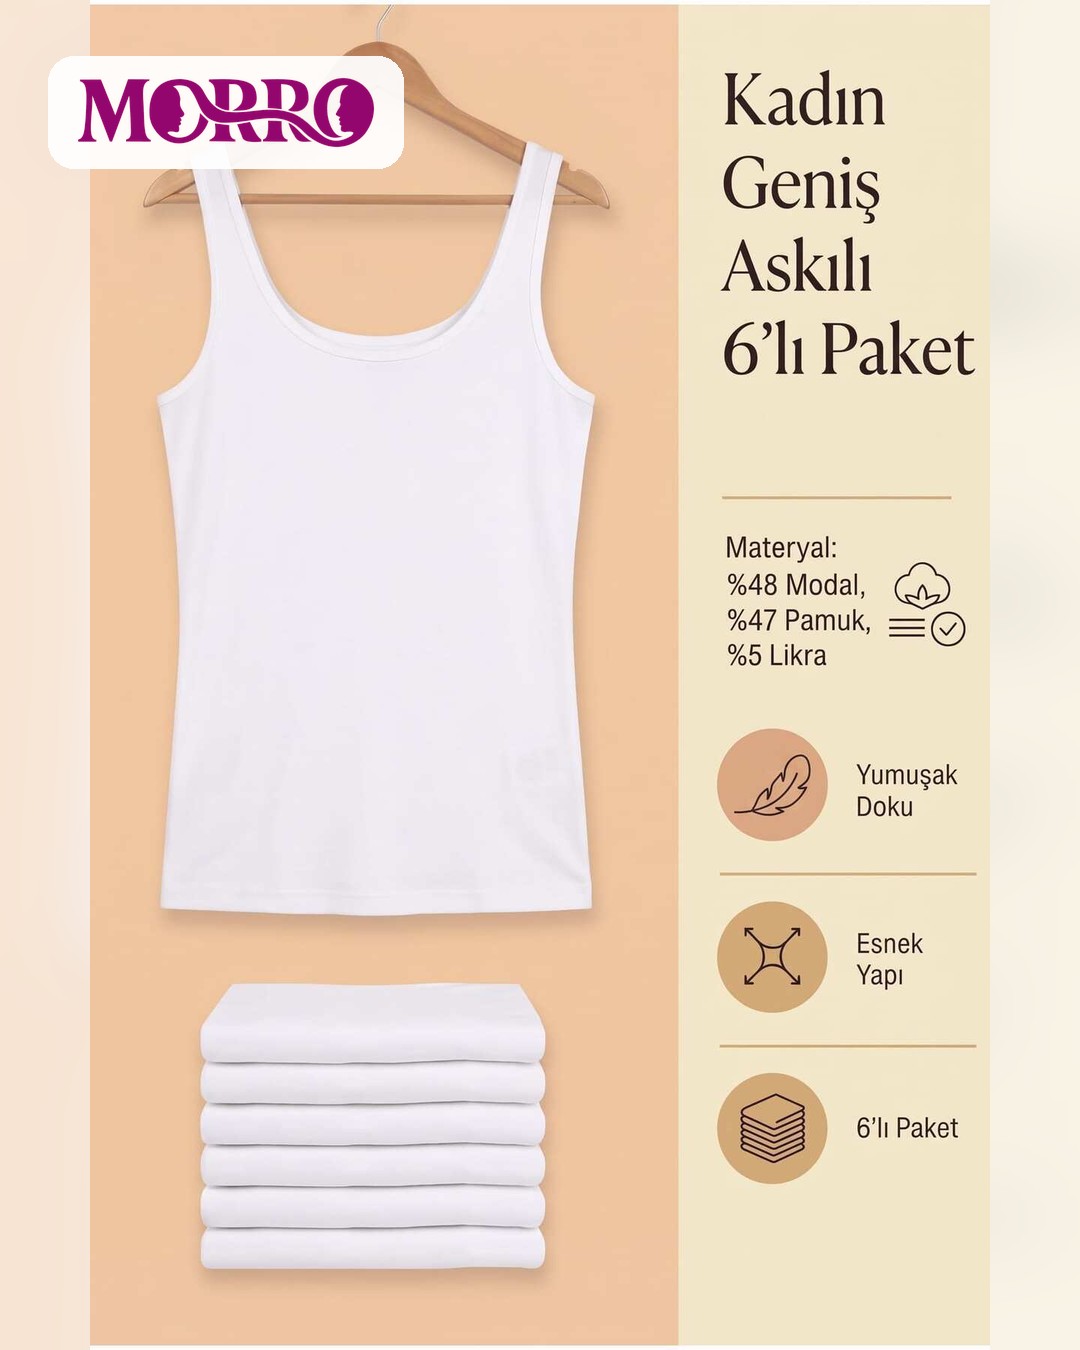 MORRO
Kadın
Geniş
Askılı
6’lı Paket
Materyal:
%48 Modal,
%47 Pamuk,
%5 Likra
Yumuşak
Doku
Esnek
Yapı
6’lı Paket